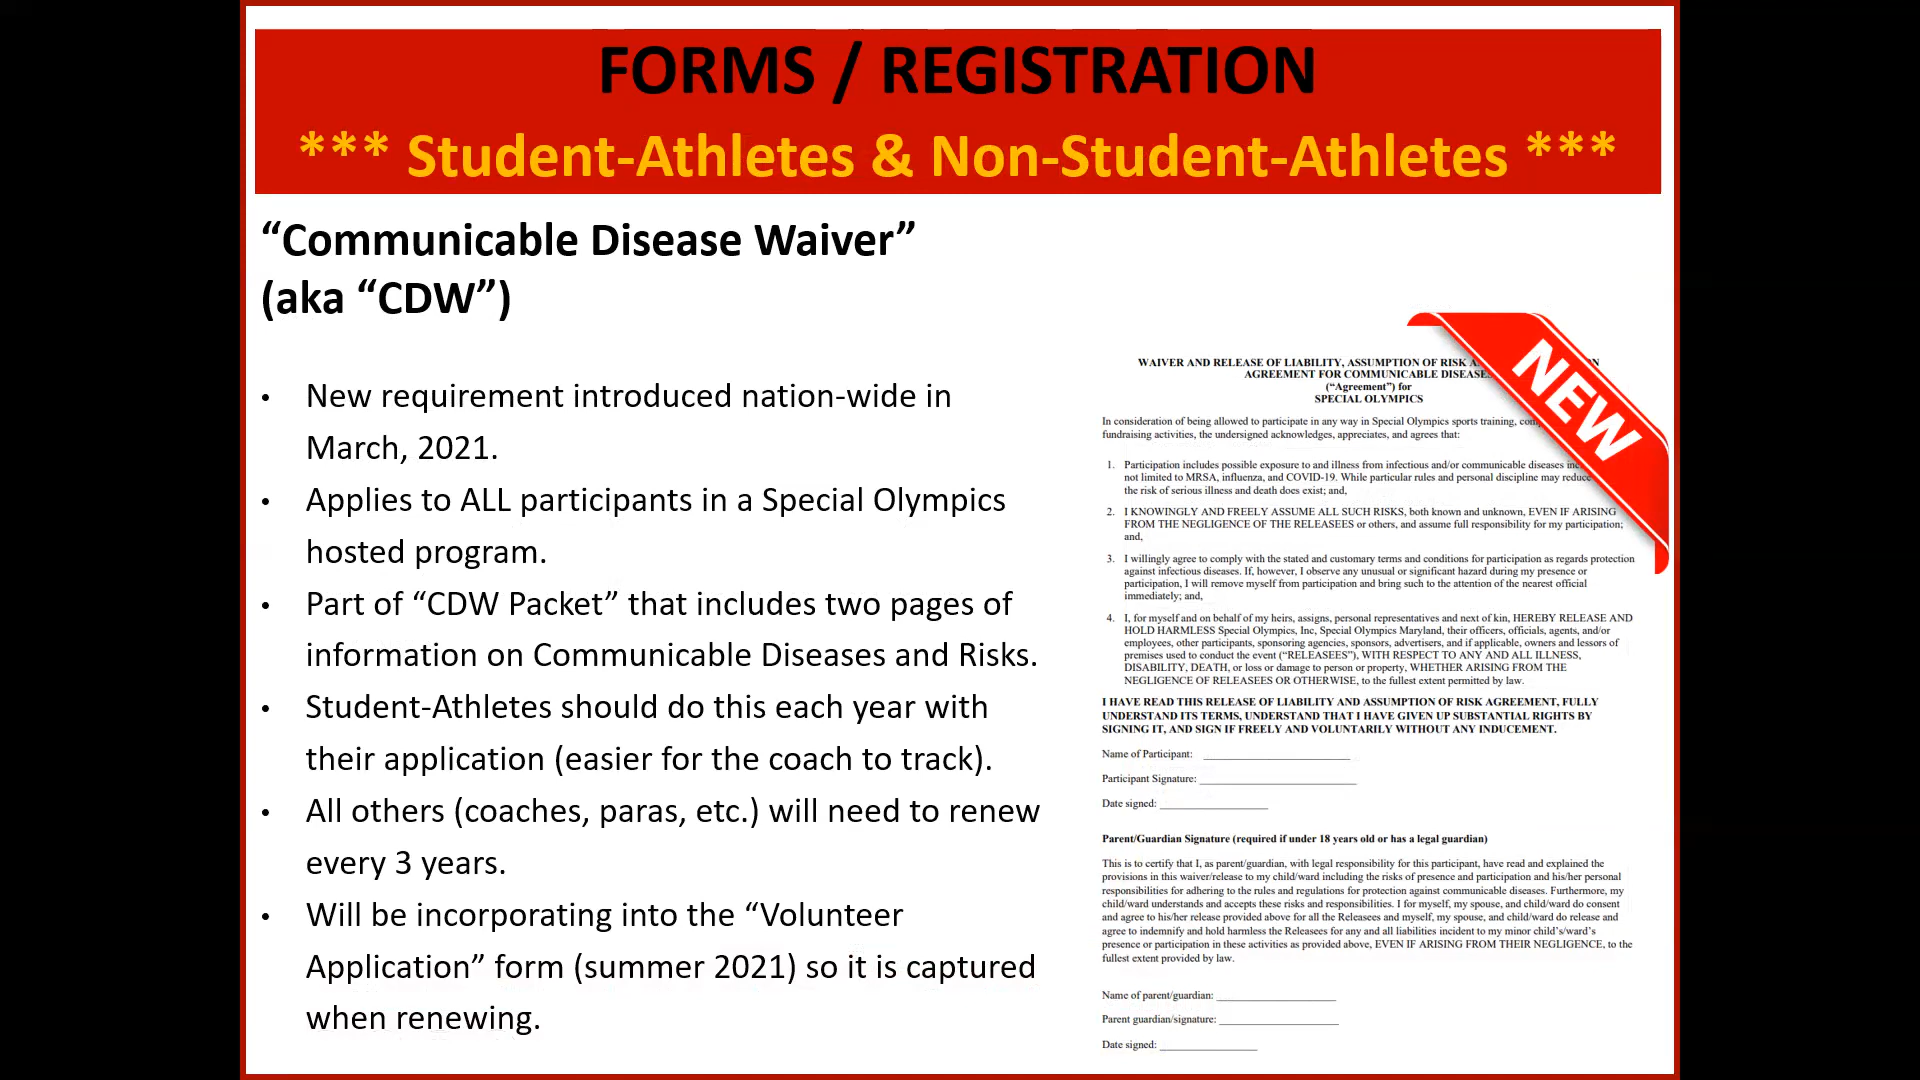 FORMS / REGISTRATION
*** Student-Athletes & Non-Student-Athletes ***
“Communicable Disease Waiver”
(aka “CDW”)
• New requirement introduced nation-wide in
March, 2021.
• Applies to ALL participants in a Special Olympics
hosted program.
• Part of “CDW Packet” that includes two pages of
information on Communicable Diseases and Risks.
• Student-Athletes should do this each year with
their application (easier for the coach to track).
• All others (coaches, paras, etc.) will need to renew
every 3 years.
• Will be incorporating into the “Volunteer
Application” form (summer 2021) so it is captured
when renewing.
NEW
WAIVER AND RELEASE OF LIABILITY, ASSUMPTION OF RISK
AGREEMENT FOR COMMUNICABLE DISEASES
(“Agreement”) for
SPECIAL OLYMPICS
In consideration of being allowed to participate in any way in Special Olympics sports training,
fundraising activities, the undersigned acknowledges, appreciates, and agrees that:
1. Participation includes possible exposure to and illness from infectious and/or communicable diseases
not limited to MRSA, influenza, and COVID-19. While particular rules and personal discipline may reduce
the risk of serious illness and death does exist; and,
2. I KNOWINGLY AND FREELY ASSUME ALL SUCH RISKS, both known and unknown, EVEN IF ARISING
FROM THE NEGLIGENCE OF THE RELEASEES or others, and assume full responsibility for my participation;
and,
3. I willingly agree to comply with the stated and customary terms and conditions for participation as regards protection
against infectious diseases. If, however, I observe any unusual or significant hazard during my presence or
participation, I will remove myself from participation and bring such to the attention of the nearest official
immediately; and,
4. I, for myself and on behalf of my heirs, assigns, personal representatives and next of kin, HEREBY RELEASE AND
HOLD HARMLESS Special Olympics, Inc, Special Olympics Maryland, their officers, officials, agents, and/or
employees, other participants, sponsoring agencies, sponsors, advertisers, and if applicable, owners and lessors of
premises used to conduct the event (“RELEASEES”), WITH RESPECT TO ANY AND ALL ILLNESS,
DISABILITY, DEATH, or loss or damage to person or property, WHETHER ARISING FROM THE
NEGLIGENCE OF RELEASEES OR OTHERWISE, to the fullest extent permitted by law.
I HAVE READ THIS RELEASE OF LIABILITY AND ASSUMPTION OF RISK AGREEMENT, FULLY
UNDERSTAND ITS TERMS, UNDERSTAND THAT I HAVE GIVEN UP SUBSTANTIAL RIGHTS BY
SIGNING IT, AND SIGN IF FREELY AND VOLUNTARILY WITHOUT ANY INDUCEMENT.
Name of Participant: ____________________
Participant Signature: ____________________
Date signed: ____________________
Parent/Guardian Signature (required if under 18 years old or has a legal guardian)
This is to certify that I, as parent/guardian, with legal responsibility for this participant, have read and explained the
provisions in this waiver/release to my child/ward including the risks of presence and participation and his/her personal
responsibilities for adhering to the rules and regulations for protection against communicable diseases. Furthermore, my
child/ward understands and accepts these risks and responsibilities. I for myself, my spouse, and child/ward do consent
and agree to his/her release provided above for all the Releasees and myself, my spouse, and child/ward do release and
agree to indemnify and hold harmless the Releasees for any and all liabilities incident to my minor child’s/ward’s
presence or participation in these activities as provided above, EVEN IF ARISING FROM THEIR NEGLIGENCE, to the
fullest extent provided by law.
Name of parent/guardian: ____________________
Parent guardian/signature: ____________________
Date signed: ____________________